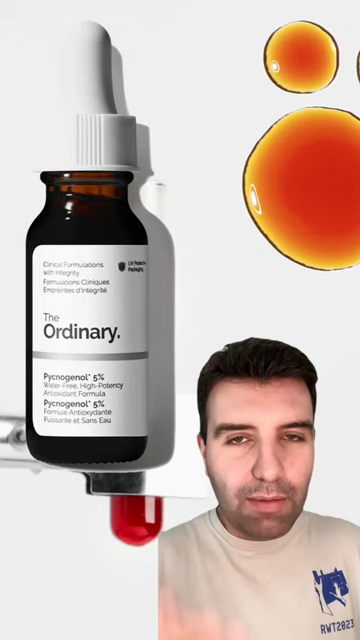 Clinical Formulations
with Integrity.
Formulations Cliniques
Empreintes d'Intégrité.
UV Protective
Packaging
The
Ordinary.
Pycnogenol* 5%
Water-Free, High-Potency
Antioxidant Formula
Pycnogenol* 5%
Formule Antioxydante
Puissante et Sans Eau
RWT2023